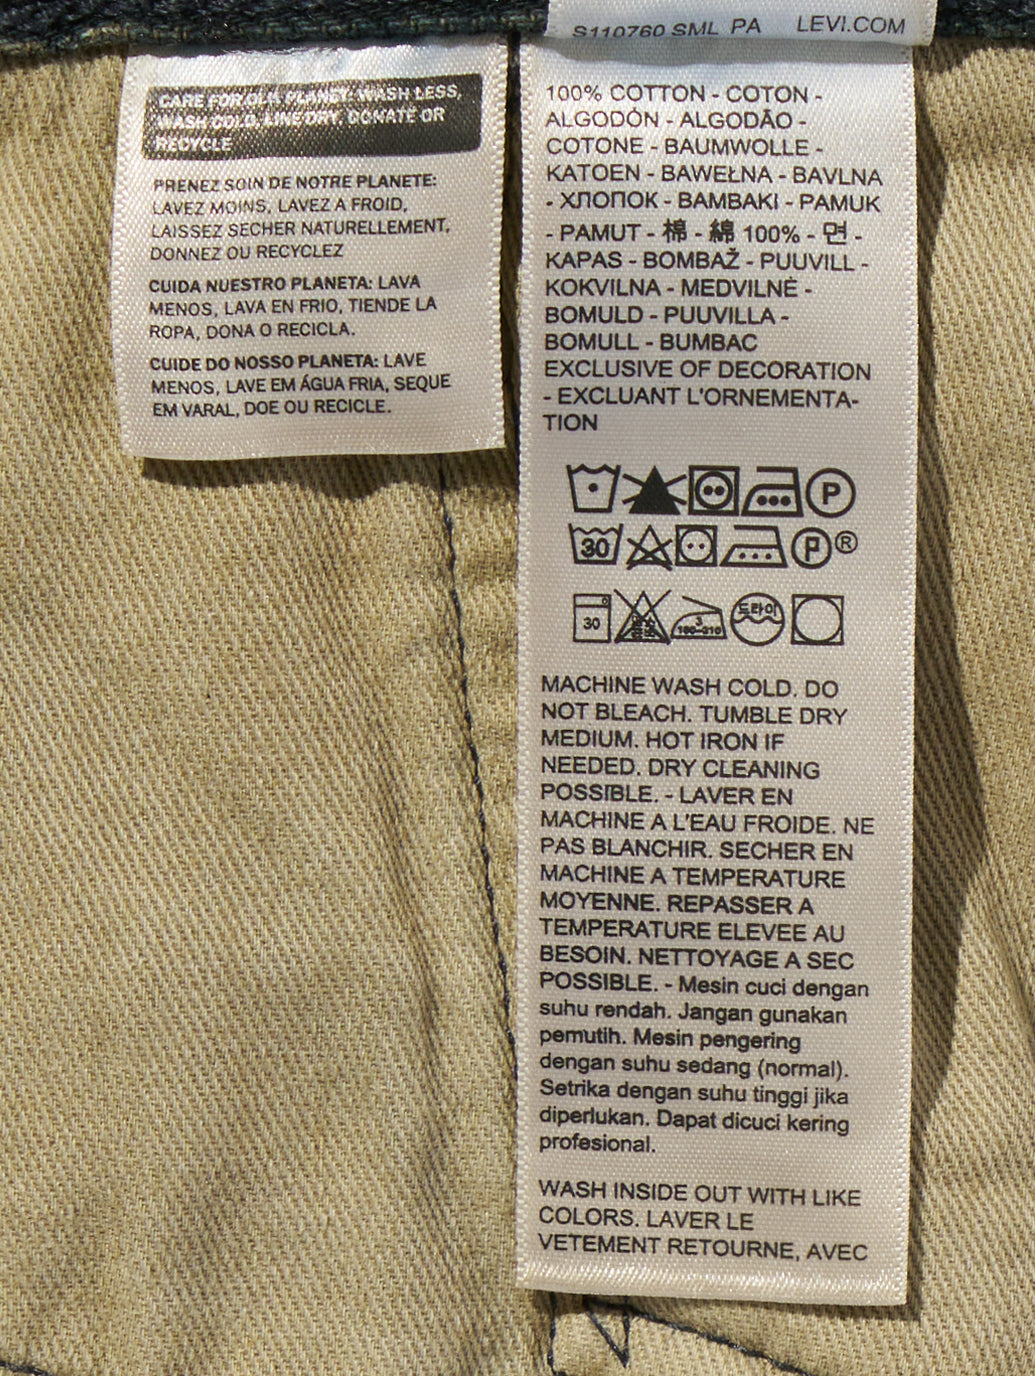 CARE FOR OUR PLANET: WASH LESS,
WASH COLD, LINE DRY, DONATE OR
RECYCLE
PRENEZ SOIN DE NOTRE PLANETE:
LAVEZ MOINS, LAVEZ A FROID,
LAISSEZ SECHER NATURELLEMENT,
DONNEZ OU RECYCLEZ
CUIDA NUESTRO PLANETA: LAVA
MENOS, LAVA EN FRIO, TIENDE LA
ROPA, DONA O RECICLA.
CUIDE DO NOSSO PLANETA: LAVE
MENOS, LAVE EM ÁGUA FRIA, SEQUE
EM VARAL, DOE OU RECICLE.
S110760 SML PA LEVI.COM
100% COTTON - COTON -
ALGODÓN - ALGODÃO -
COTONE - BAUMWOLLE -
KATOEN - BAWEŁNA - BAVLNA
- ХЛОПОК - BAMBAKI - PAMUK
- PAMUT - 棉 - 綿 100% - 면 -
KAPAS - BOMBAŽ - PUUVILL -
KOKVILNA - MEDVILNĖ -
BOMULD - PUUVILLA -
BOMULL - BUMBAC
EXCLUSIVE OF DECORATION
- EXCLUANT L'ORNEMENTA-
TION
P
30 P ®
30 3 180-210 드라이
MACHINE WASH COLD. DO
NOT BLEACH. TUMBLE DRY
MEDIUM. HOT IRON IF
NEEDED. DRY CLEANING
POSSIBLE. - LAVER EN
MACHINE A L'EAU FROIDE. NE
PAS BLANCHIR. SECHER EN
MACHINE A TEMPERATURE
MOYENNE. REPASSER A
TEMPERATURE ELEVEE AU
BESOIN. NETTOYAGE A SEC
POSSIBLE. - Mesin cuci dengan
suhu rendah. Jangan gunakan
pemutih. Mesin pengering
dengan suhu sedang (normal).
Setrika dengan suhu tinggi jika
diperlukan. Dapat dicuci kering
profesional.
WASH INSIDE OUT WITH LIKE
COLORS. LAVER LE
VETEMENT RETOURNE, AVEC